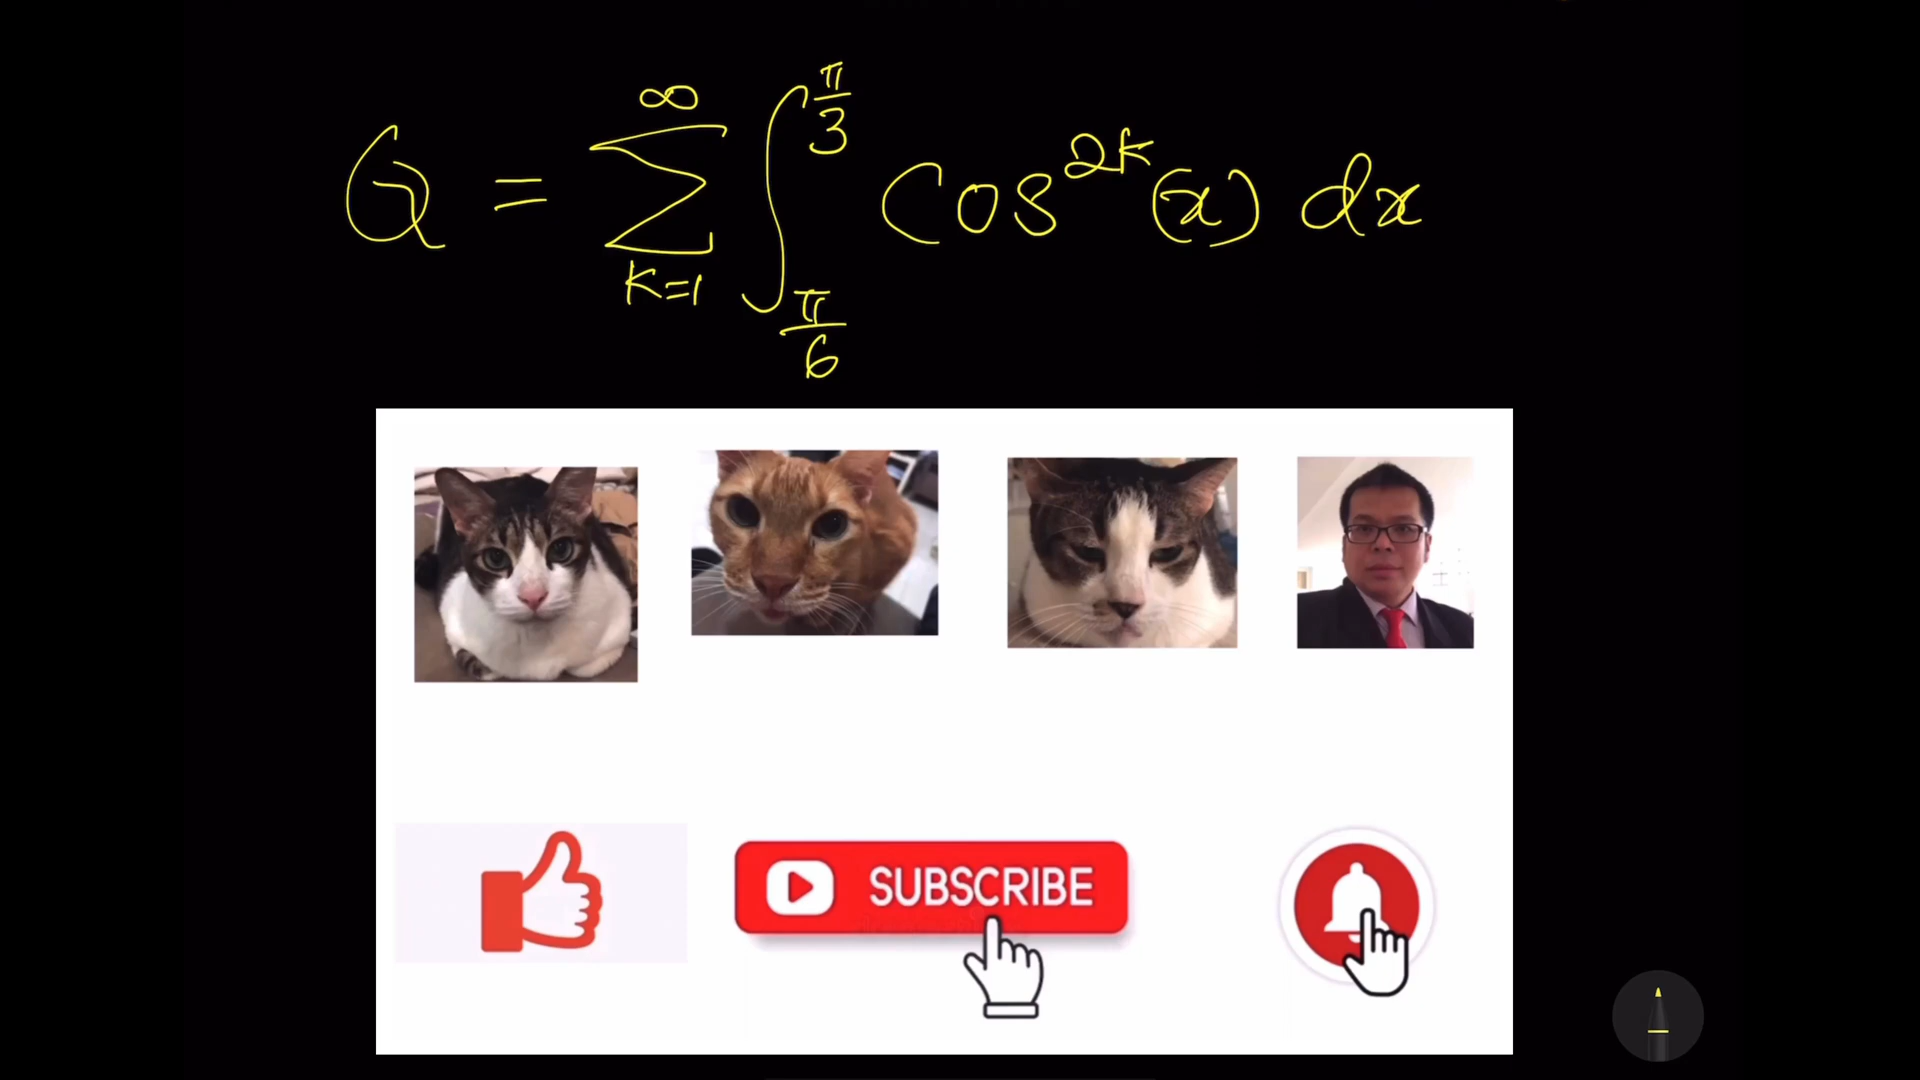 G = ∑_{k=1}^{∞} ∫_{π/6}^{π/3} Cos^{2k}(x) dx
SUBSCRIBE